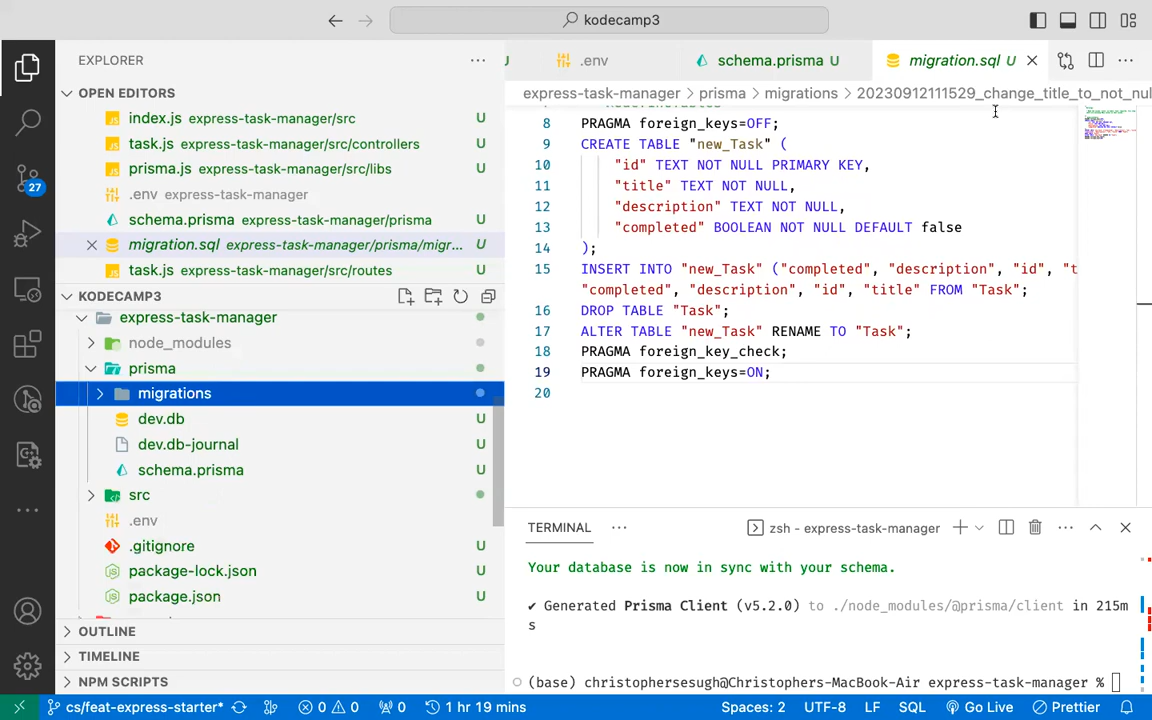 kodecamp3
EXPLORER
OPEN EDITORS
index.js express-task-manager/src U
task.js express-task-manager/src/controllers U
prisma.js express-task-manager/src/libs U
.env express-task-manager
schema.prisma express-task-manager/prisma U
migration.sql express-task-manager/prisma/migr... U
task.js express-task-manager/src/routes U
KODECAMP3
express-task-manager
node_modules
prisma
migrations
dev.db U
dev.db-journal U
schema.prisma U
src
.env
.gitignore U
package-lock.json U
package.json U
OUTLINE
TIMELINE
NPM SCRIPTS
27
U .env schema.prisma U migration.sql U
express-task-manager > prisma > migrations > 20230912111529_change_title_to_not_nul
8 PRAGMA foreign_keys=OFF;
9 CREATE TABLE "new_Task" (
10 "id" TEXT NOT NULL PRIMARY KEY,
11 "title" TEXT NOT NULL,
12 "description" TEXT NOT NULL,
13 "completed" BOOLEAN NOT NULL DEFAULT false
14 );
15 INSERT INTO "new_Task" ("completed", "description", "id", "t
"completed", "description", "id", "title" FROM "Task";
16 DROP TABLE "Task";
17 ALTER TABLE "new_Task" RENAME TO "Task";
18 PRAGMA foreign_key_check;
19 PRAGMA foreign_keys=ON;
20
TERMINAL ... zsh - express-task-manager
Your database is now in sync with your schema.
✔ Generated Prisma Client (v5.2.0) to ./node_modules/@prisma/client in 215m
s
(base) christophersesugh@Christophers-MacBook-Air express-task-manager %
cs/feat-express-starter* 0 0 0 1 hr 19 mins Spaces: 2 UTF-8 LF SQL Go Live Prettier